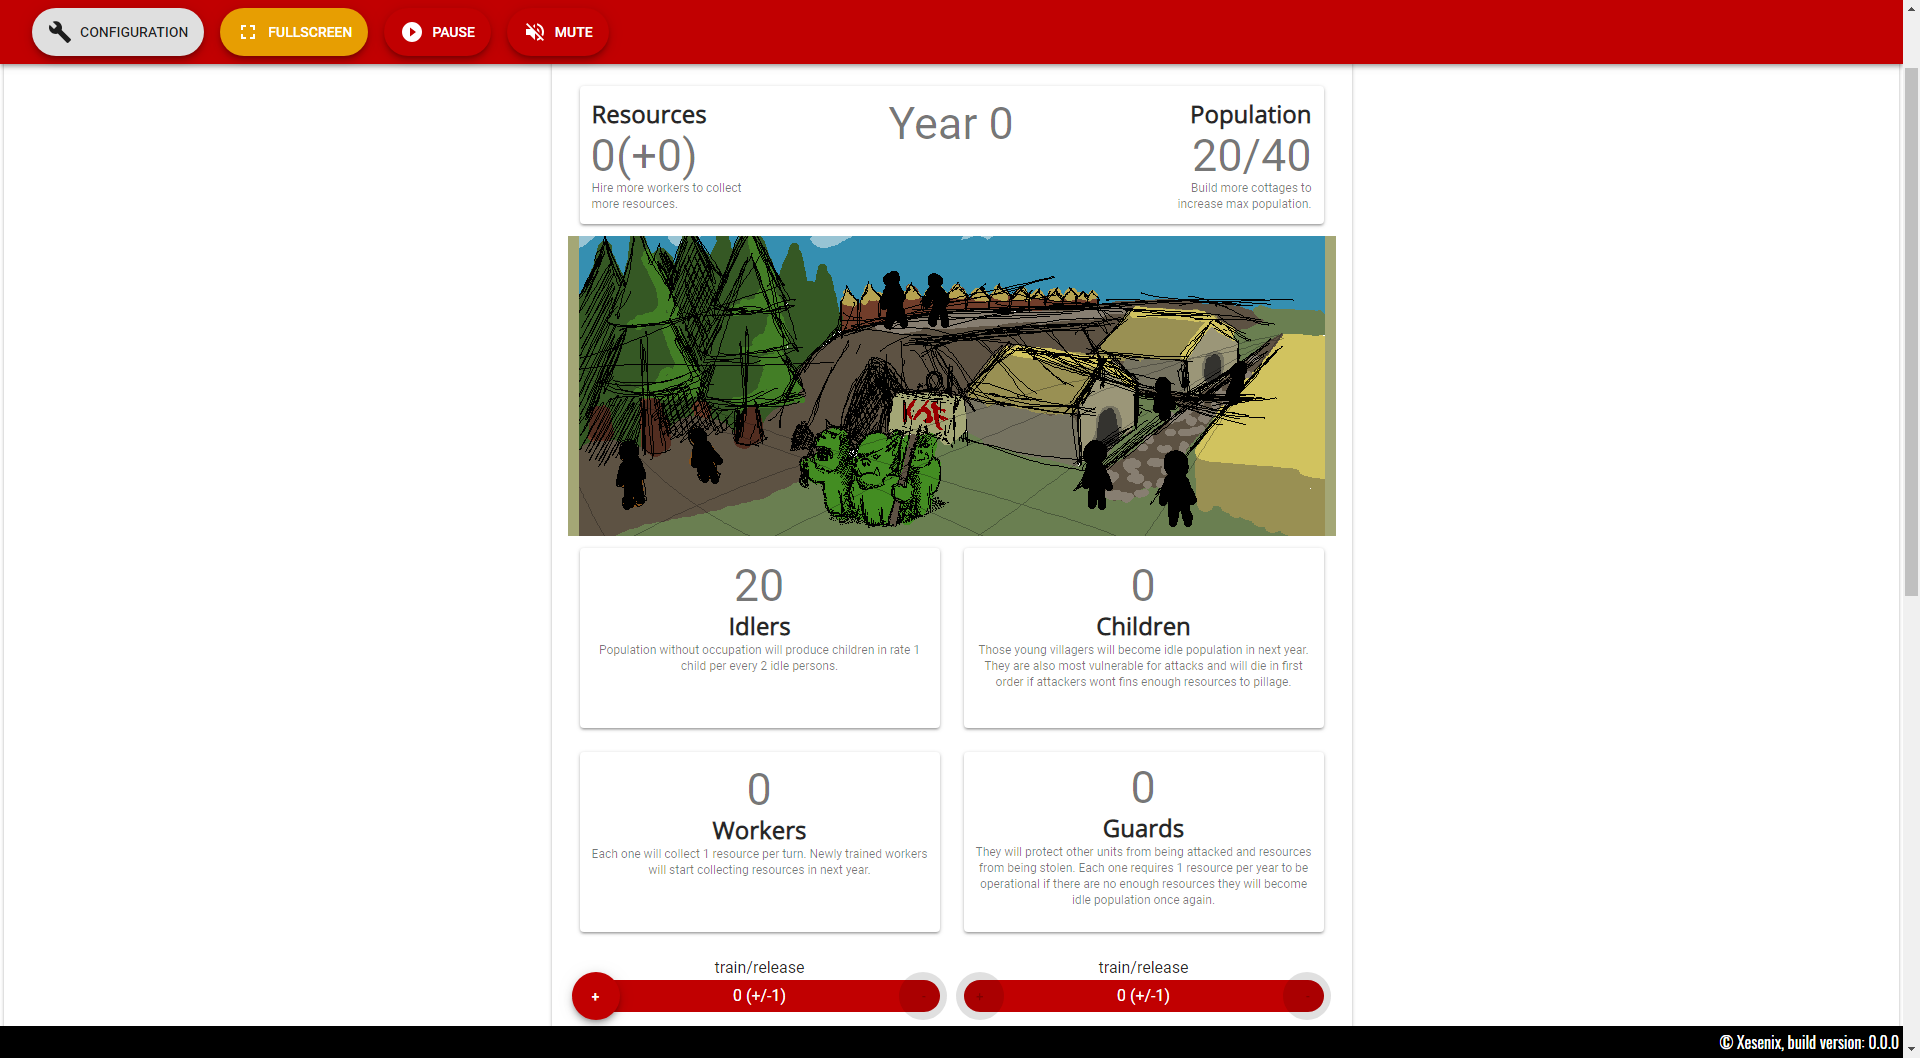 CONFIGURATION
FULLSCREEN
PAUSE
MUTE
Resources
0(+0)
Hire more workers to collect
more resources.
Year 0
Population
20/40
Build more cottages to
increase max population.
20
Idlers
Population without occupation will produce children in rate 1
child per every 2 idle persons.
0
Children
Those young villagers will become idle population in next year.
They are also most vulnerable for attacks and will die in first
order if attackers wont fins enough resources to pillage.
0
Workers
Each one will collect 1 resource per turn. Newly trained workers
will start collecting resources in next year.
0
Guards
They will protect other units from being attacked and resources
from being stolen. Each one requires 1 resource per year to be
operational if there are no enough resources they will become
idle population once again.
train/release
+
0 (+/-1)
train/release
+
0 (+/-1)
© Xesenix, build version: 0.0.0